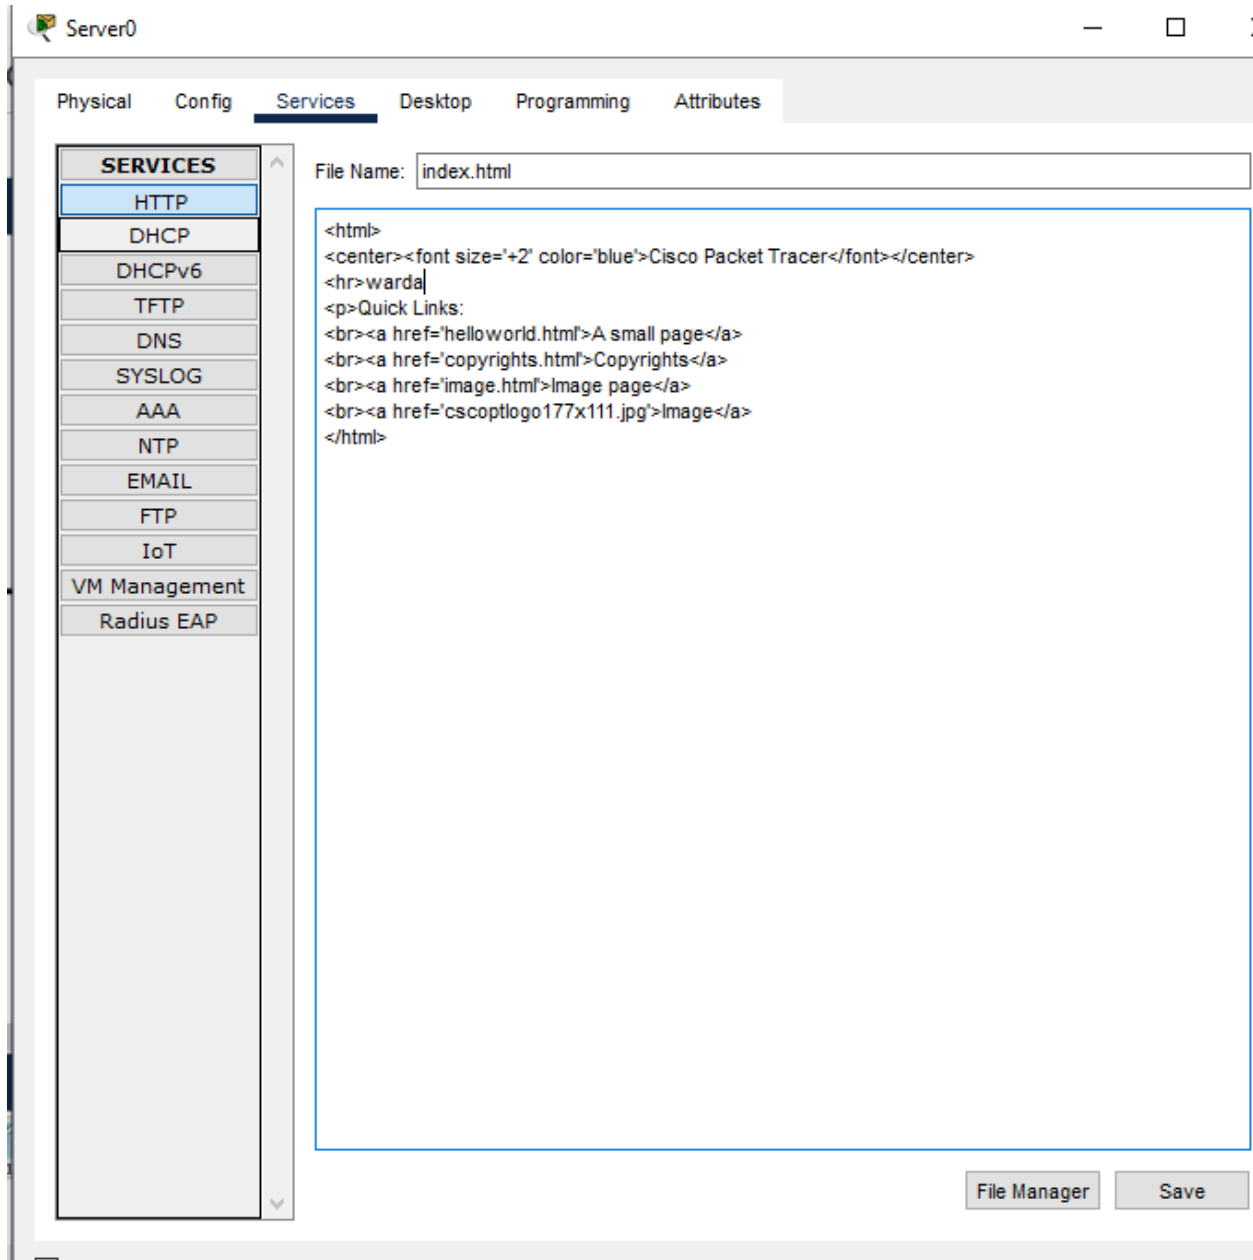 Server0
Physical Config Services Desktop Programming Attributes
SERVICES
HTTP
DHCP
DHCPv6
TFTP
DNS
SYSLOG
AAA
NTP
EMAIL
FTP
IoT
VM Management
Radius EAP
File Name: index.html
<html>
<center><font size='+2' color='blue'>Cisco Packet Tracer</font></center>
<hr>warda
<p>Quick Links:
<br><a href='helloworld.html'>A small page</a>
<br><a href='copyrights.html'>Copyrights</a>
<br><a href='image.html'>Image page</a>
<br><a href='cscoptlogo177x111.jpg'>Image</a>
</html>
File Manager Save